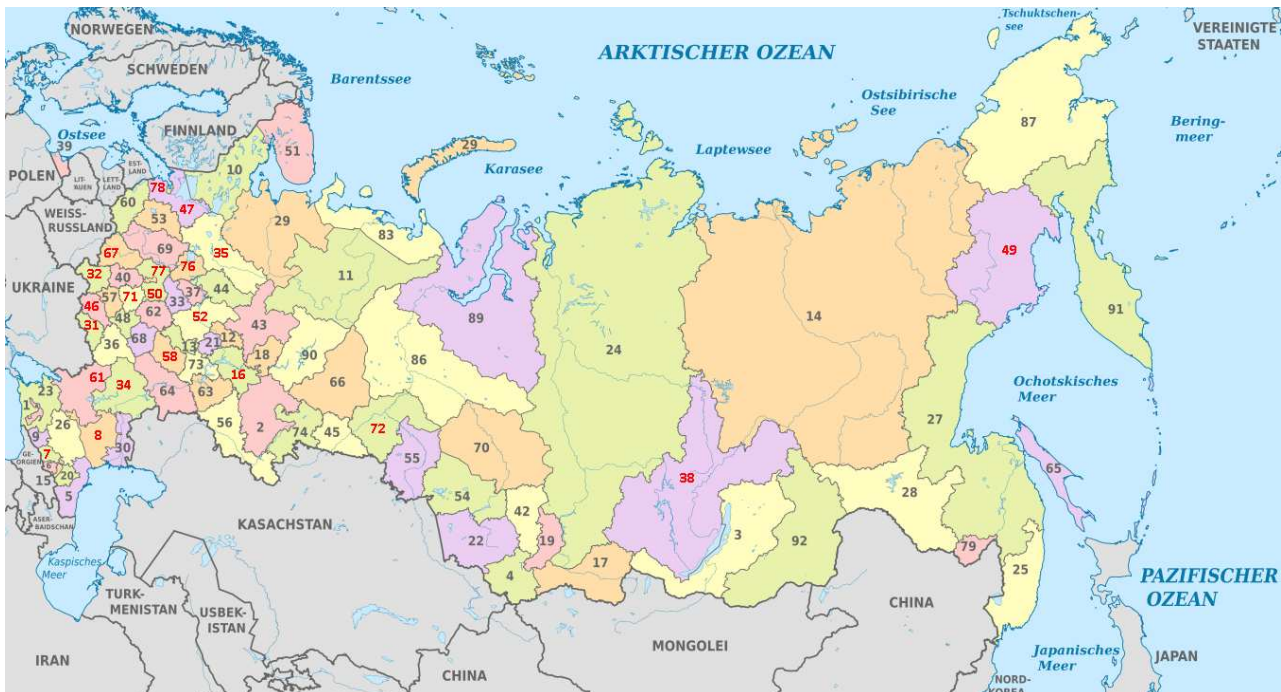 Tschuktschen-
see
VEREINIGTE
STAATEN
NORWEGEN
ARKTISCHER OZEAN
SCHWEDEN
Barentssee
Ostsibirische
See
Bering-
meer
87
Ostsee
39
FINNLAND
51
29
Karasee
Laptewsee
10
POLEN
LIT-
AUEN
LETT-
LAND
EST-
LAND
78
47
60
53
29
83
49
WEISS-
RUSSLAND
67
69
35
11
32
40
77
76
UKRAINE
46
57
71
50
33
37
44
89
14
91
31
48
62
52
43
24
36
68
58
13
21
12
18
90
86
73
16
66
61
34
64
63
Ochotskisches
Meer
23
1
26
56
2
74
45
72
70
27
9
8
30
55
38
65
GE-
ORGIEN
7
6
15
20
5
54
28
42
ASER-
BAIDSCHAN
KASACHSTAN
22
19
3
92
79
25
4
17
Kaspisches
Meer
TURK-
MENISTAN
USBE-
KISTAN
CHINA
PAZIFISCHER
OZEAN
MONGOLEI
IRAN
CHINA
Japanisches
Meer
JAPAN
NORD-